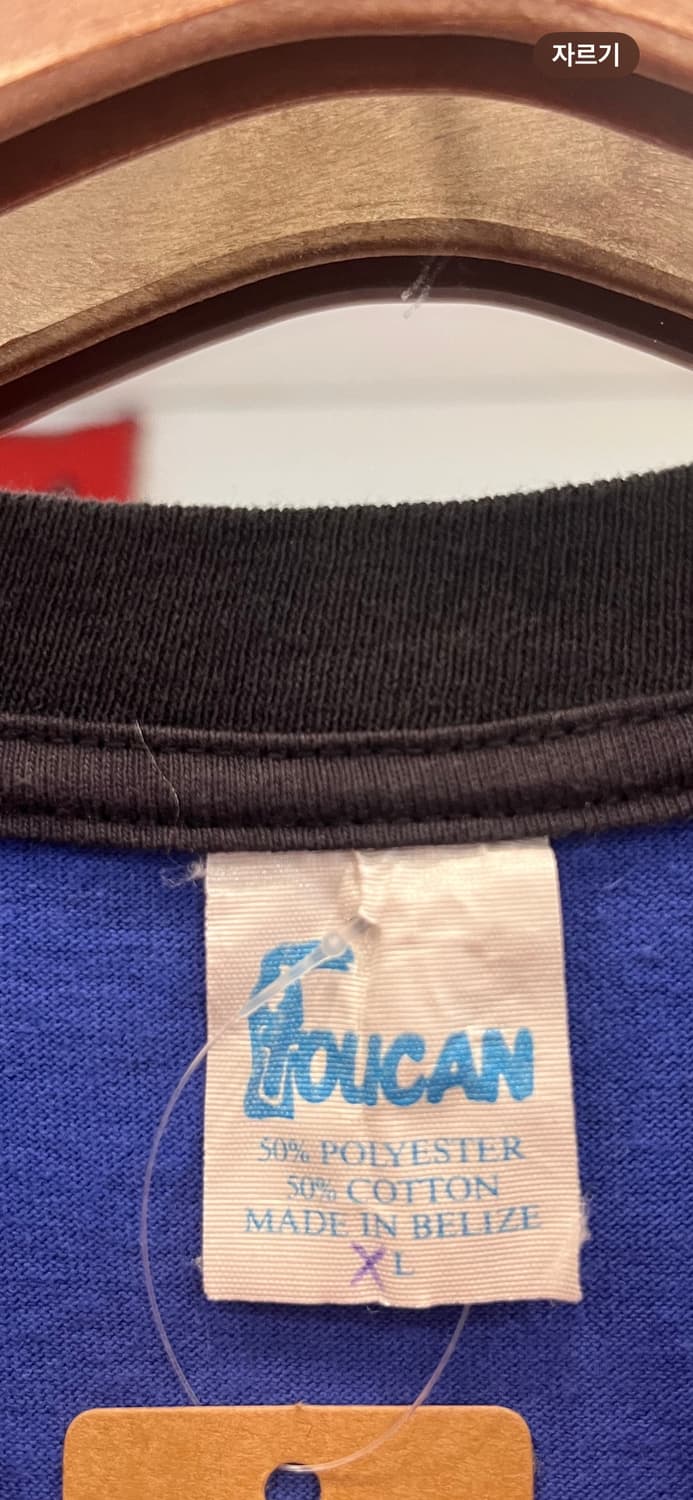 자르기
TOUCAN
50% POLYESTER
50% COTTON
MADE IN BELIZE
XL